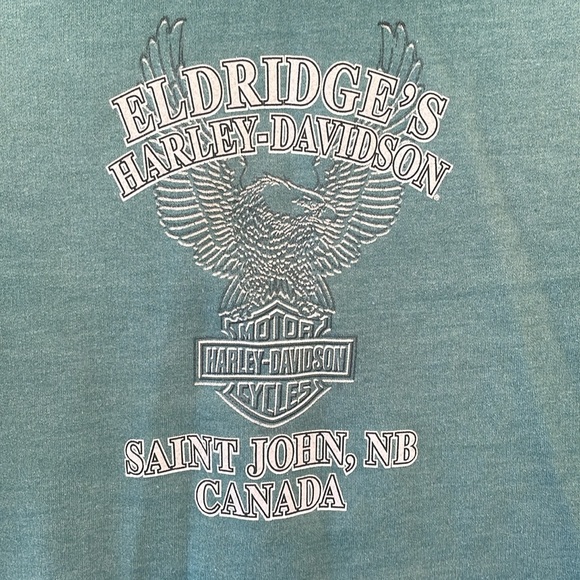 ELDRIDGE'S
HARLEY-DAVIDSON
MOTOR
HARLEY-DAVIDSON
CYCLES
SAINT JOHN, NB
CANADA